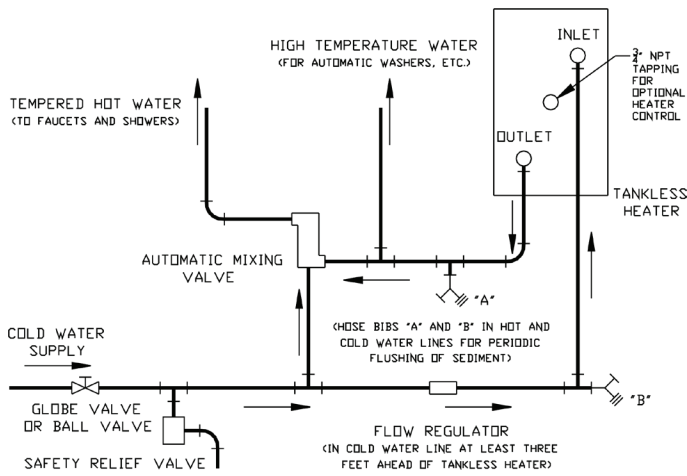 INLET
HIGH TEMPERATURE WATER
(FOR AUTOMATIC WASHERS, ETC.)
3/4" NPT
TAPPING
FOR
OPTIONAL
HEATER
CONTROL
TEMPERED HOT WATER
(TO FAUCETS AND SHOWERS)
OUTLET
TANKLESS
HEATER
AUTOMATIC MIXING
VALVE
"A"
(HOSE BIBS "A" AND "B" IN HOT AND
COLD WATER LINES FOR PERIODIC
FLUSHING OF SEDIMENT)
COLD WATER
SUPPLY
GLOBE VALVE
OR BALL VALVE
"B"
FLOW REGULATOR
(IN COLD WATER LINE AT LEAST THREE
FEET AHEAD OF TANKLESS HEATER)
SAFETY RELIEF VALVE